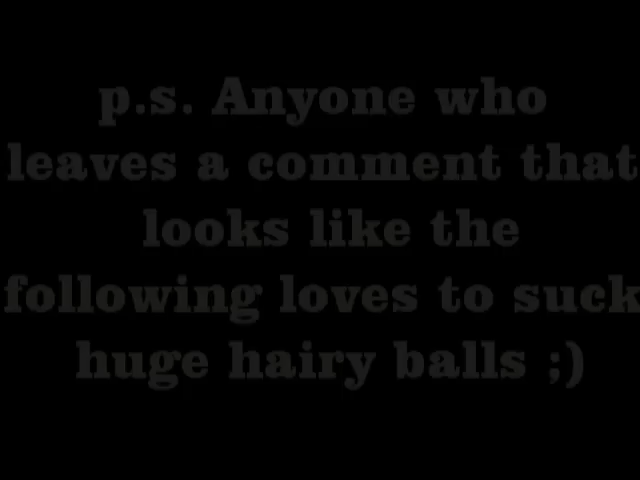 p.s. Anyone who
leaves a comment that
looks like the
following loves to suck
huge hairy balls ;)